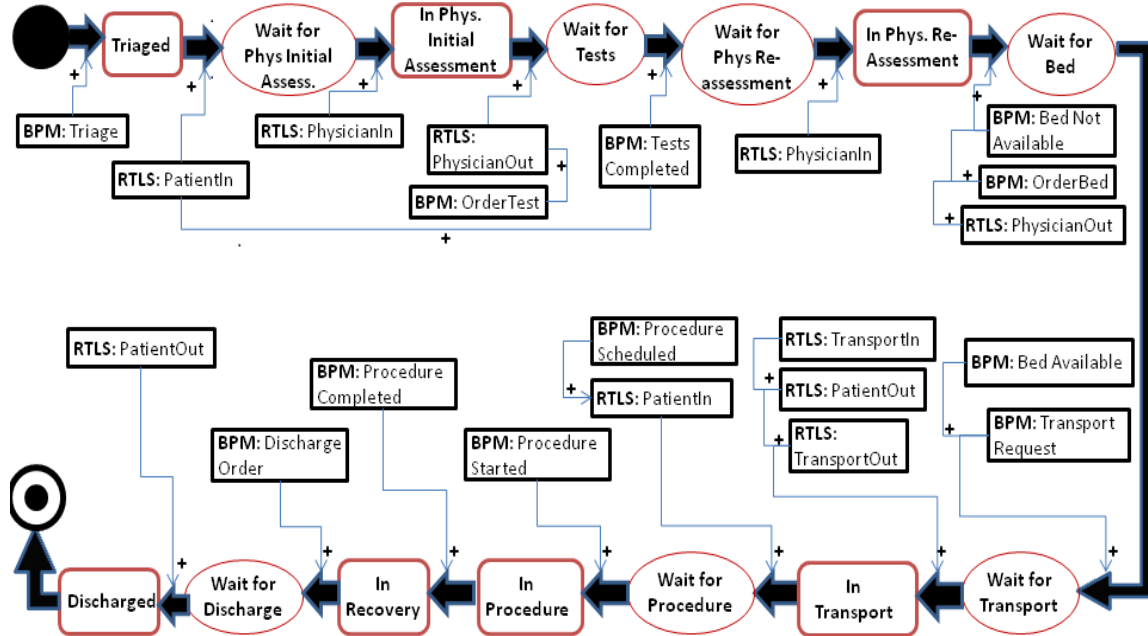 Triaged
Wait for
Phys Initial
Assess.
In Phys.
Initial
Assessment
Wait for
Tests
Wait for
Phys Re-
assessment
In Phys. Re-
Assessment
Wait for
Bed
+
+
+
+
+
+
+
BPM: Triage
RTLS: PatientIn
RTLS: PhysicianIn
RTLS:
PhysicianOut
+
BPM: OrderTest
BPM: Tests
Completed
+
RTLS: PhysicianIn
BPM: Bed Not
Available
+
BPM: OrderBed
+
RTLS: PhysicianOut
RTLS: PatientOut
BPM: Procedure
Completed
BPM: Discharge
Order
BPM: Procedure
Scheduled
+
RTLS: PatientIn
BPM: Procedure
Started
RTLS: TransportIn
+
RTLS: PatientOut
+
RTLS:
TransportOut
BPM: Bed Available
+
BPM: Transport
Request
+
+
+
+
+
+
+
Discharged
Wait for
Discharge
In
Recovery
In
Procedure
Wait for
Procedure
In
Transport
Wait for
Transport